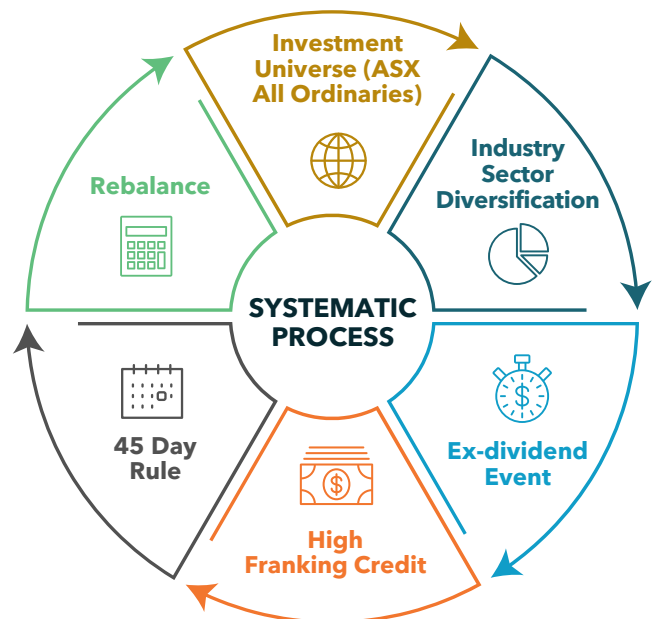 Investment
Universe (ASX
All Ordinaries)
Industry
Sector
Diversification
Ex-dividend
Event
High
Franking Credit
45 Day
Rule
Rebalance
SYSTEMATIC
PROCESS
$
$